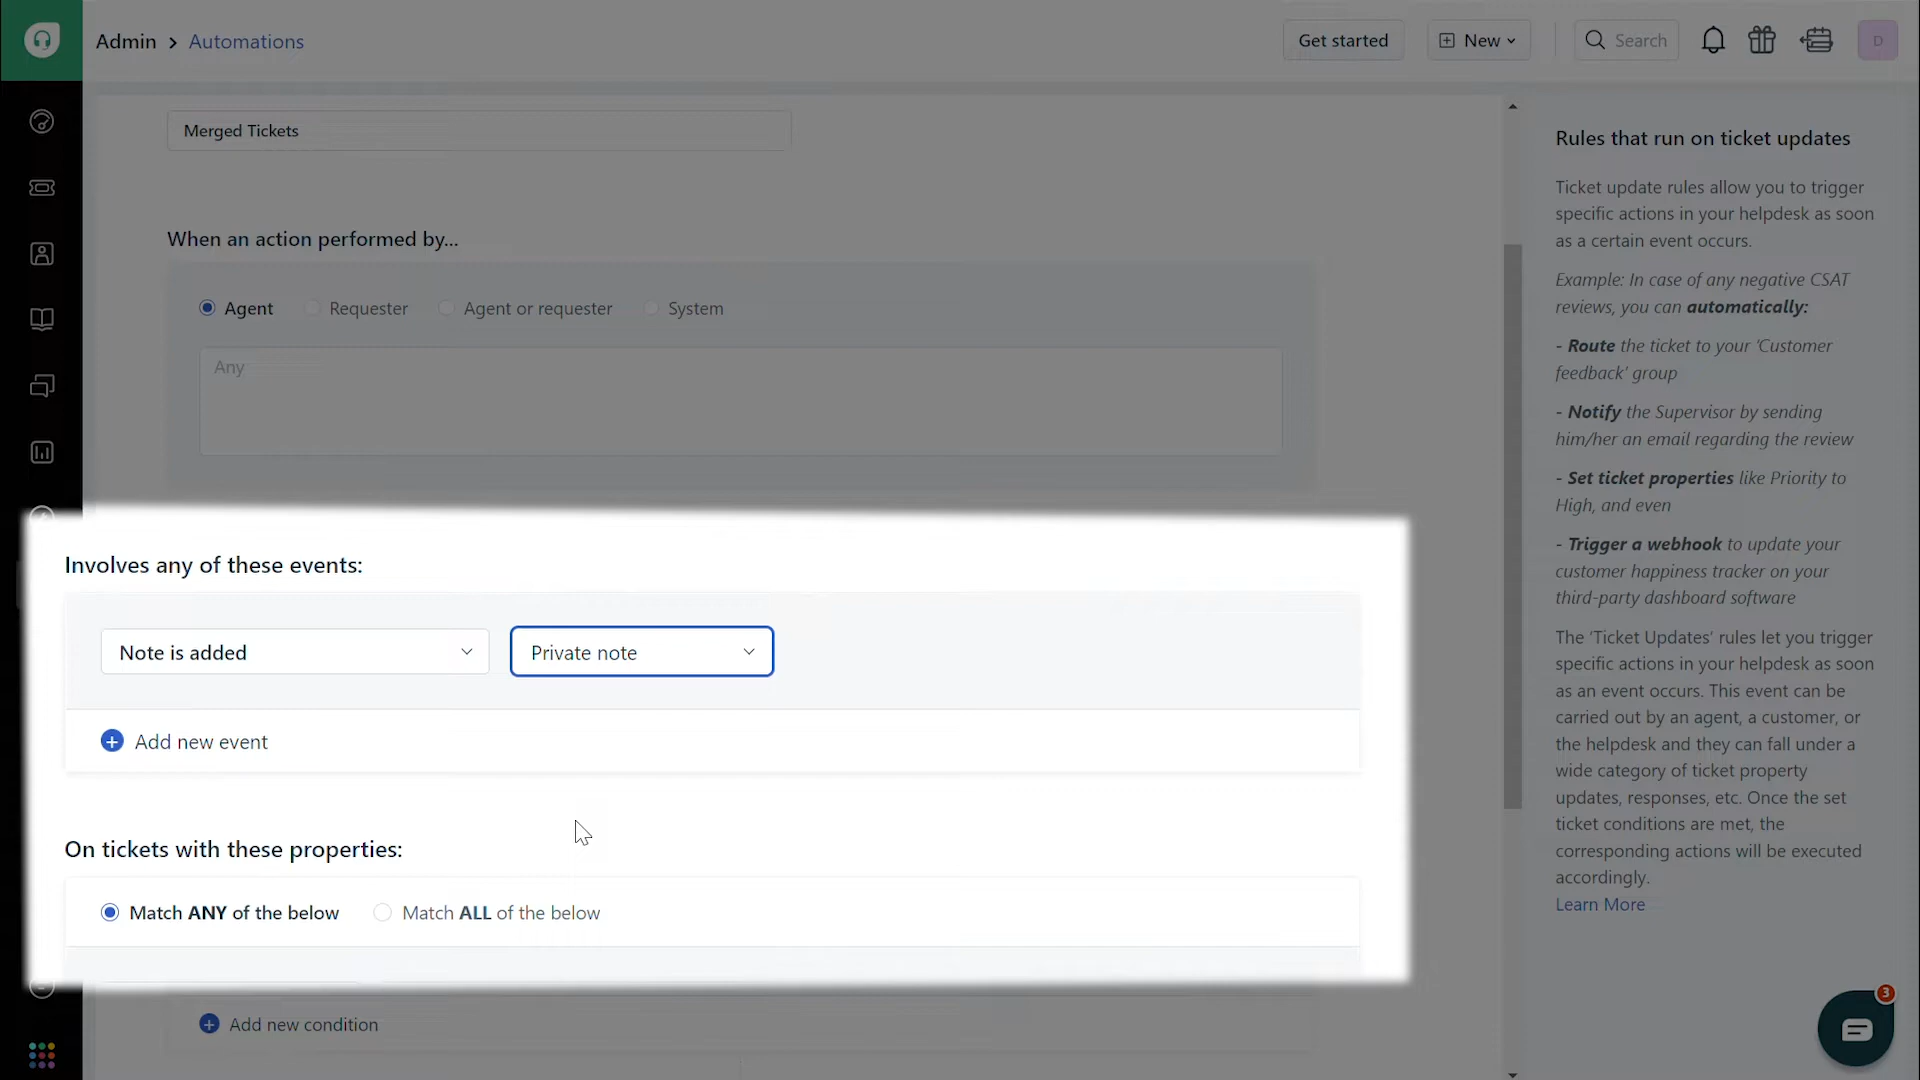 Admin > Automations
Get started
New
Search
D
Merged Tickets
When an action performed by...
Agent
Requester
Agent or requester
System
Any
Involves any of these events:
Note is added
Private note
Add new event
On tickets with these properties:
Match ANY of the below
Match ALL of the below
Add new condition
Rules that run on ticket updates
Ticket update rules allow you to trigger
specific actions in your helpdesk as soon
as a certain event occurs.
Example: In case of any negative CSAT
reviews, you can automatically:
- Route the ticket to your 'Customer
feedback' group
- Notify the Supervisor by sending
him/her an email regarding the review
- Set ticket properties like Priority to
High, and even
- Trigger a webhook to update your
customer happiness tracker on your
third-party dashboard software
The 'Ticket Updates' rules let you trigger
specific actions in your helpdesk as soon
as an event occurs. This event can be
carried out by an agent, a customer, or
the helpdesk and they can fall under a
wide category of ticket property
updates, responses, etc. Once the set
ticket conditions are met, the
corresponding actions will be executed
accordingly.
Learn More
3